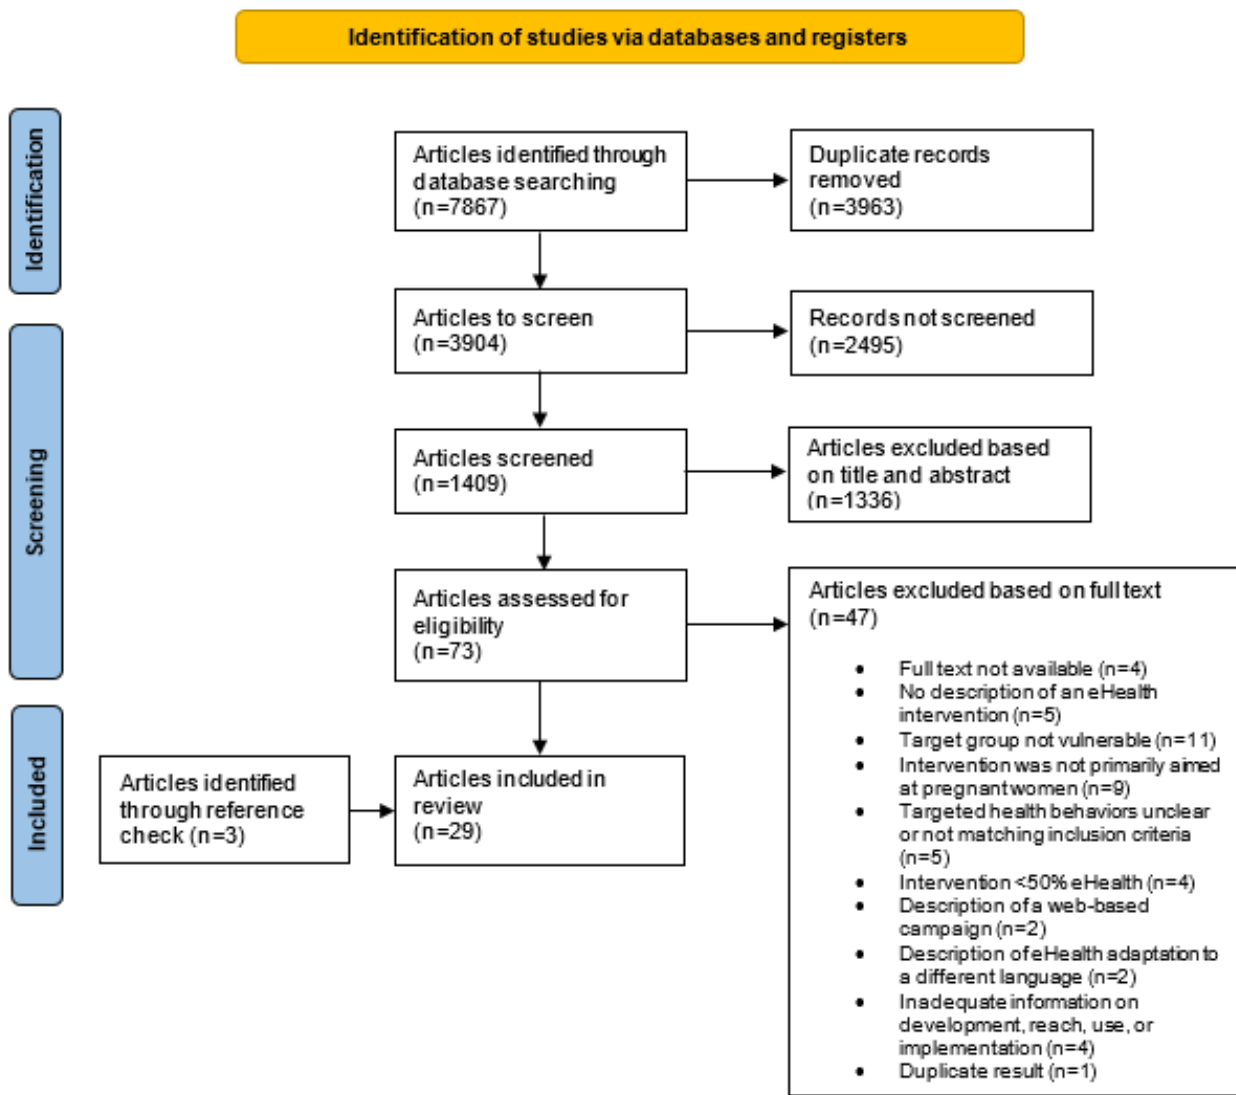 Identification of studies via databases and registers
Identification
Articles identified through
database searching
(n=7867)
Duplicate records
removed
(n=3963)
Screening
Articles to screen
(n=3904)
Records not screened
(n=2495)
Articles screened
(n=1409)
Articles excluded based
on title and abstract
(n=1336)
Articles assessed for
eligibility
(n=73)
Articles excluded based on full text
(n=47)
• Full text not available (n=4)
• No description of an eHealth
intervention (n=5)
• Target group not vulnerable (n=11)
• Intervention was not primarily aimed
at pregnant women (n=9)
• Targeted health behaviors unclear
or not matching inclusion criteria
(n=5)
• Intervention <50% eHealth (n=4)
• Description of a web-based
campaign (n=2)
• Description of eHealth adaptation to
a different language (n=2)
• Inadequate information on
development, reach, use, or
implementation (n=4)
• Duplicate result (n=1)
Included
Articles identified
through reference
check (n=3)
Articles included in
review
(n=29)